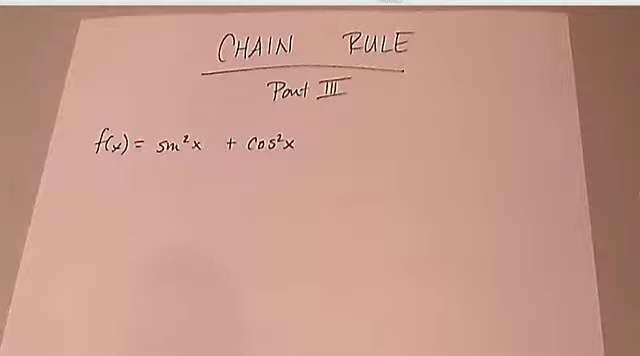 CHAIN RULE
Part III
f(x) = sin²x + cos²x